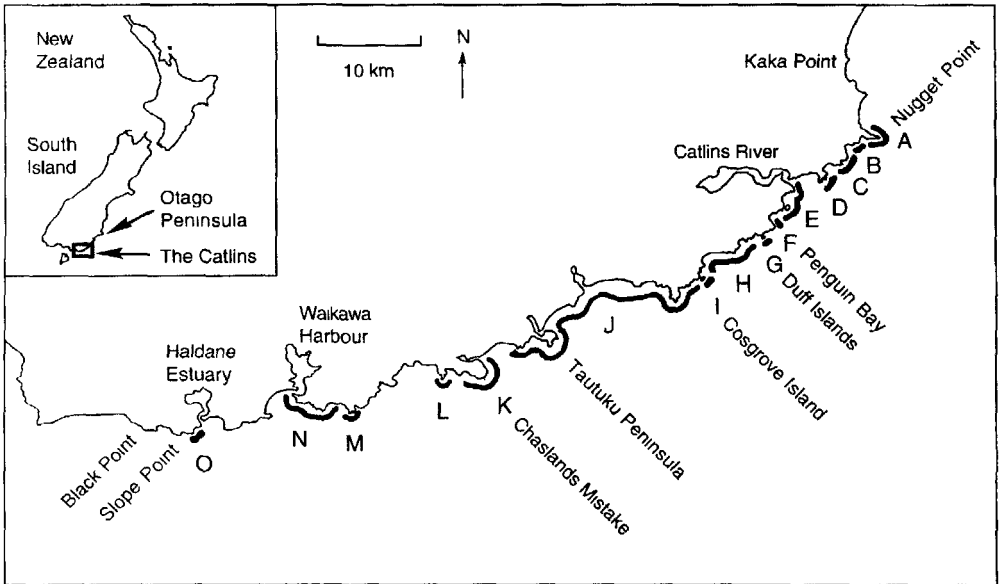 New
Zealand
South
Island
Otago
Peninsula
The Catlins
10 km
N
Kaka Point
Nugget Point
Catlins River
A
B
C
D
E
F
Penguin Bay
G
Duff Islands
H
I
Cosgrove Island
J
Tautuku Peninsula
K
Chaslands Mistake
L
Waikawa
Harbour
M
N
Haldane
Estuary
O
Black Point
Slope Point